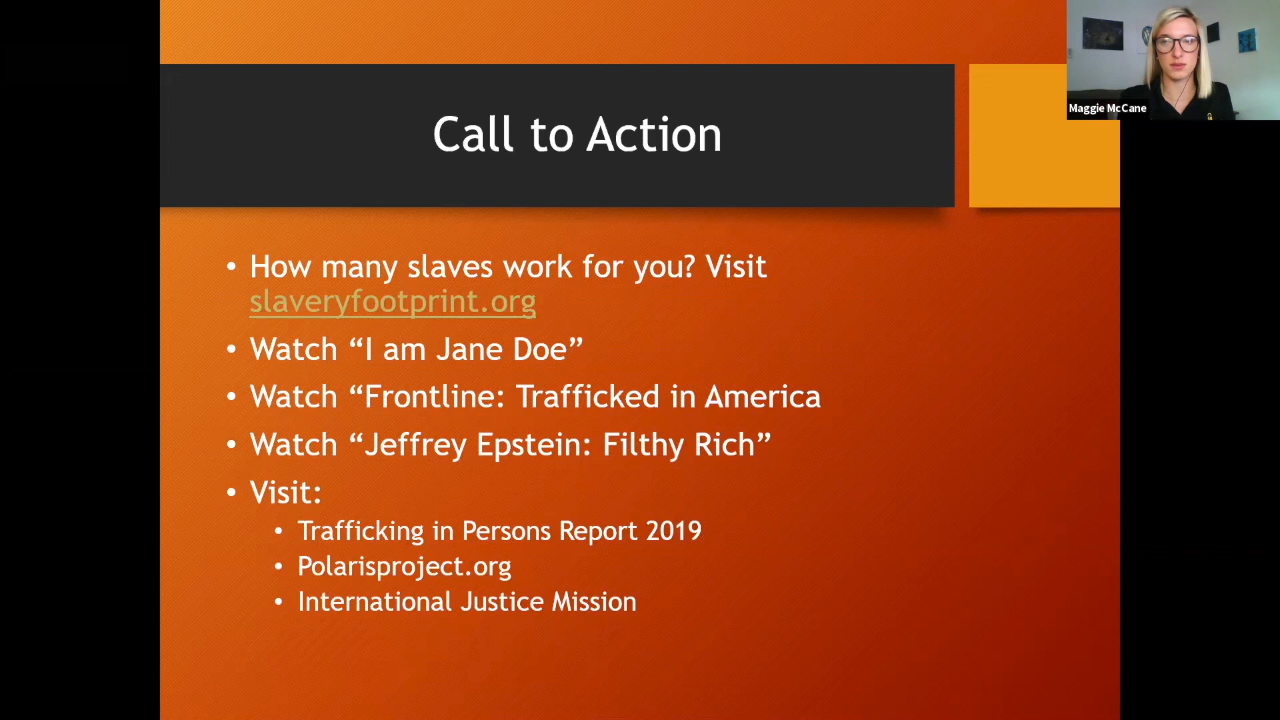 Maggie McCane
Call to Action
• How many slaves work for you? Visit
slaveryfootprint.org
• Watch “I am Jane Doe”
• Watch “Frontline: Trafficked in America
• Watch “Jeffrey Epstein: Filthy Rich”
• Visit:
• Trafficking in Persons Report 2019
• Polarisproject.org
• International Justice Mission